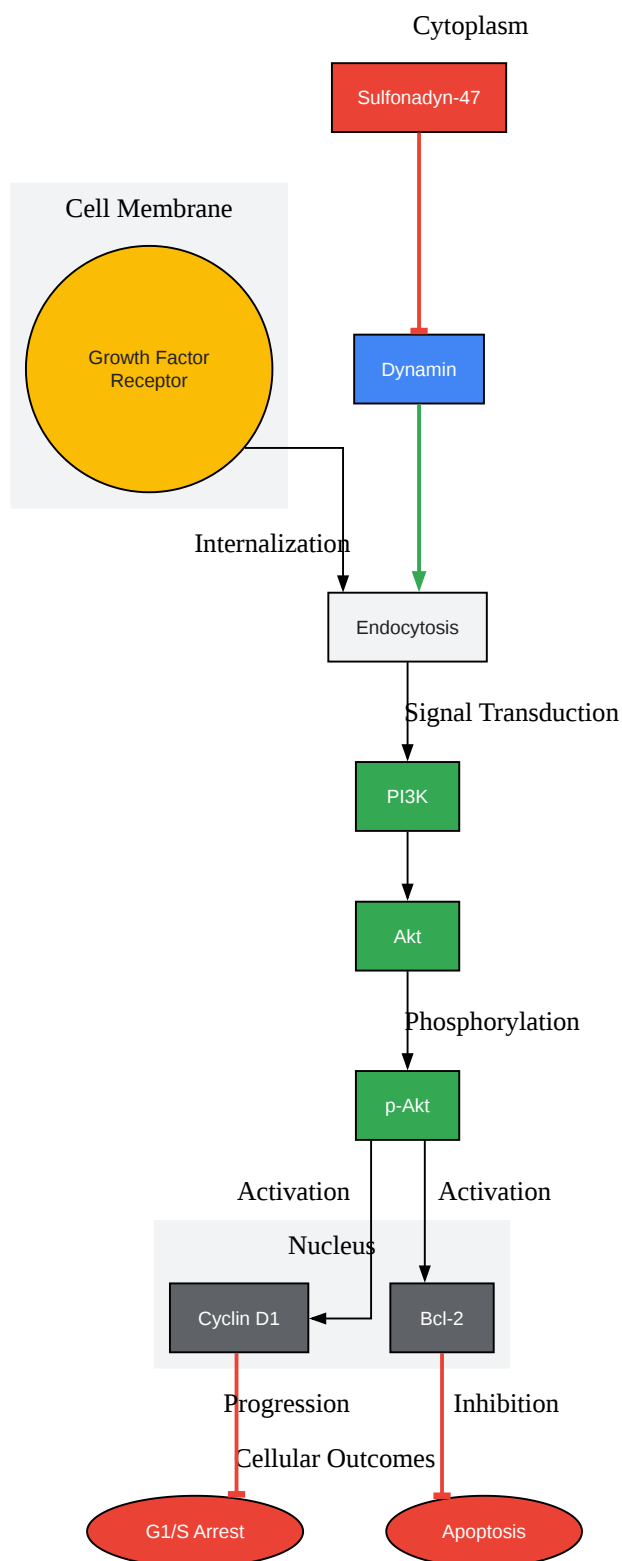 Cytoplasm
Sulfonadyn-47
Cell Membrane
Growth Factor
Receptor
Dynamin
Internalization
Endocytosis
Signal Transduction
PI3K
Akt
Phosphorylation
p-Akt
Activation
Activation
Nucleus
Cyclin D1
Bcl-2
Progression
Inhibition
Cellular Outcomes
G1/S Arrest
Apoptosis